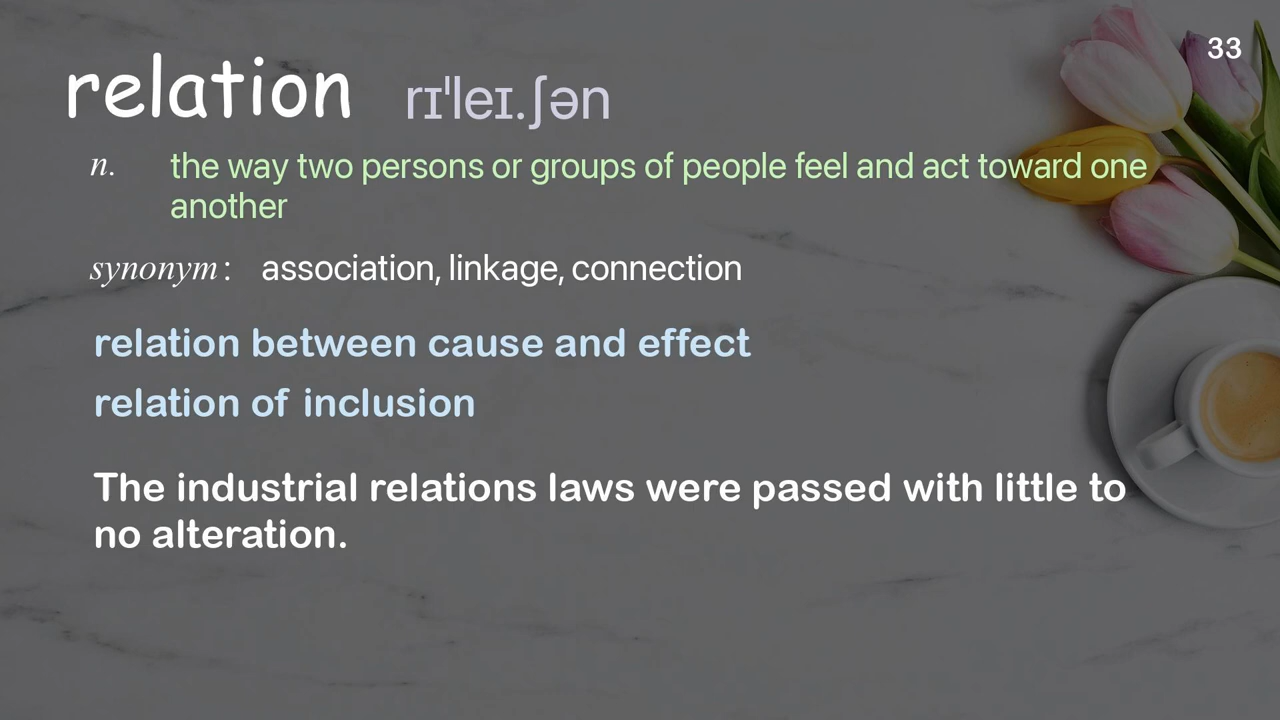 33
relation rɪˈleɪ.ʃən
n. the way two persons or groups of people feel and act toward one
another
synonym: association, linkage, connection
relation between cause and effect
relation of inclusion
The industrial relations laws were passed with little to
no alteration.